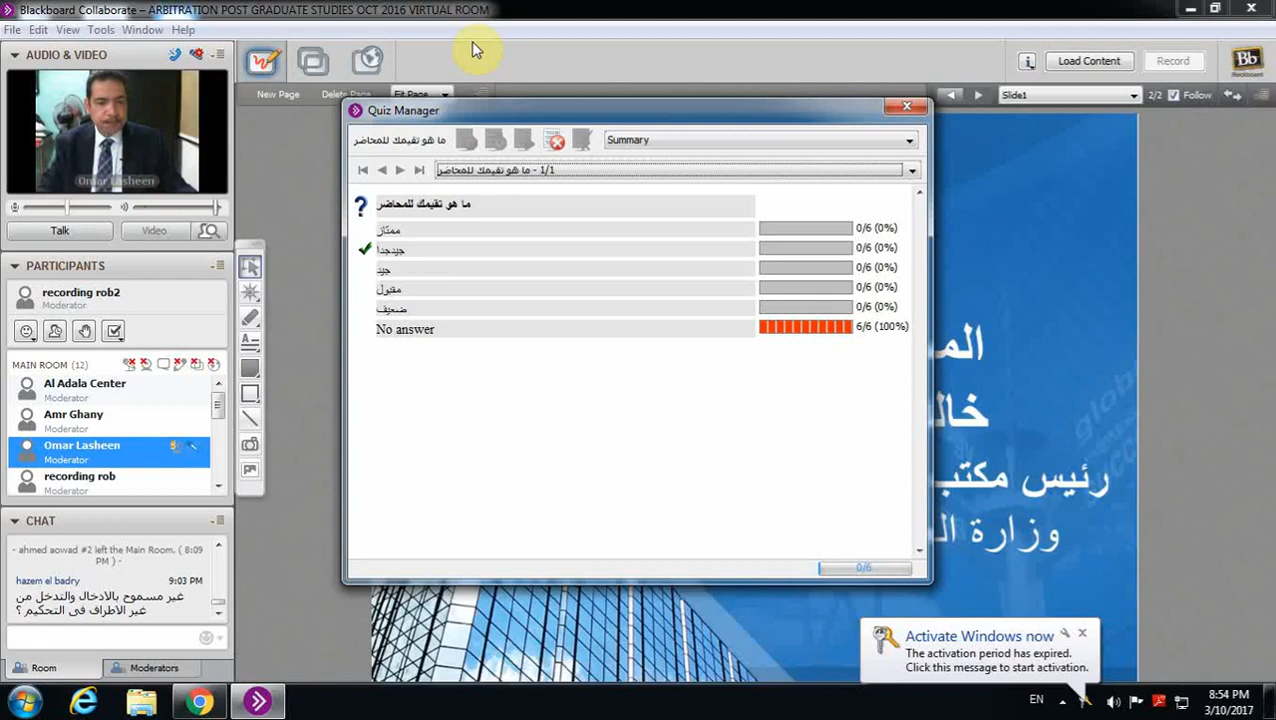 Blackboard Collaborate – ARBITRATION POST GRADUATE STUDIES OCT 2016 VIRTUAL ROOM
File Edit View Tools Window Help
AUDIO & VIDEO
Omar Lasheen
Talk
Video
PARTICIPANTS
recording rob2
Moderator
MAIN ROOM (12)
Al Adala Center
Moderator
Amr Ghany
Moderator
Omar Lasheen
Moderator
recording rob
Moderator
CHAT
- ahmed aowad #2 left the Main Room. ( 8:09
PM ) -
hazem el badry 9:03 PM
غير مسموح بالادخال والتدخل من
غير الاطراف فى التحكيم ؟
Room
Moderators
Load Content
Record
Bb
Blackboard
New Page
Delete Page
Fit Page
Slide1
2/2
Follow
Quiz Manager
ما هو تقيمك للمحاضر
Summary
ما هو تقيمك للمحاضر - 1/1
ما هو تقيمك للمحاضر
ممتاز 0/6 (0%)
جيدجدا 0/6 (0%)
جيد 0/6 (0%)
مقبول 0/6 (0%)
ضعيف 0/6 (0%)
No answer 6/6 (100%)
0/6
رئيس مكتب
وزارة
global
Activate Windows now
The activation period has expired.
Click this message to start activation.
EN
8:54 PM
3/10/2017